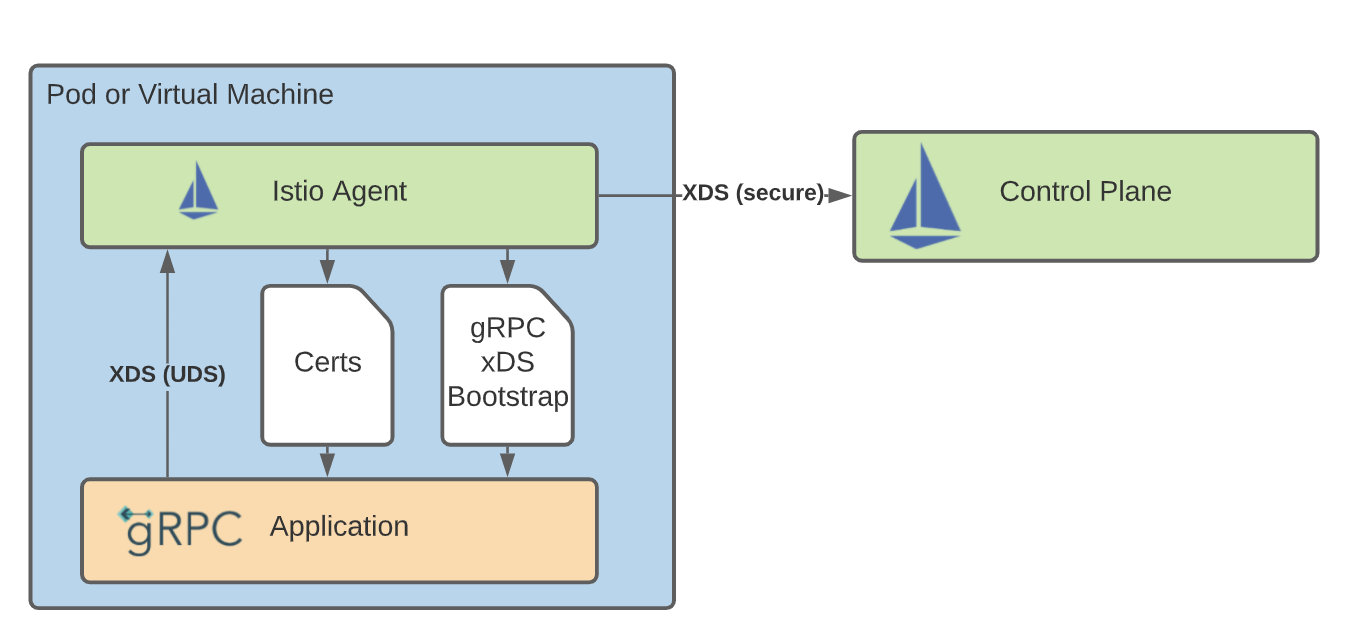 Pod or Virtual Machine
Istio Agent
XDS (secure)
Control Plane
XDS (UDS)
Certs
gRPC
xDS
Bootstrap
gRPC
Application